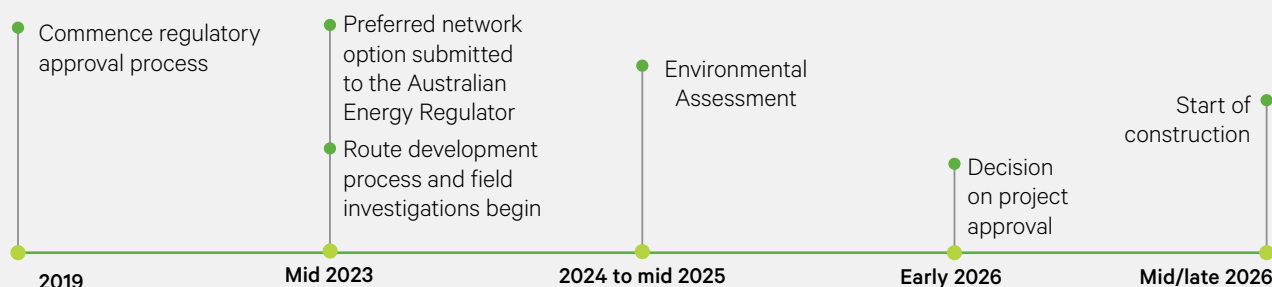 Commence regulatory
approval process
Preferred network
option submitted
to the Australian
Energy Regulator
Route development
process and field
investigations begin
Environmental
Assessment
Decision
on project
approval
Start of
construction
2019
Mid 2023
2024 to mid 2025
Early 2026
Mid/late 2026